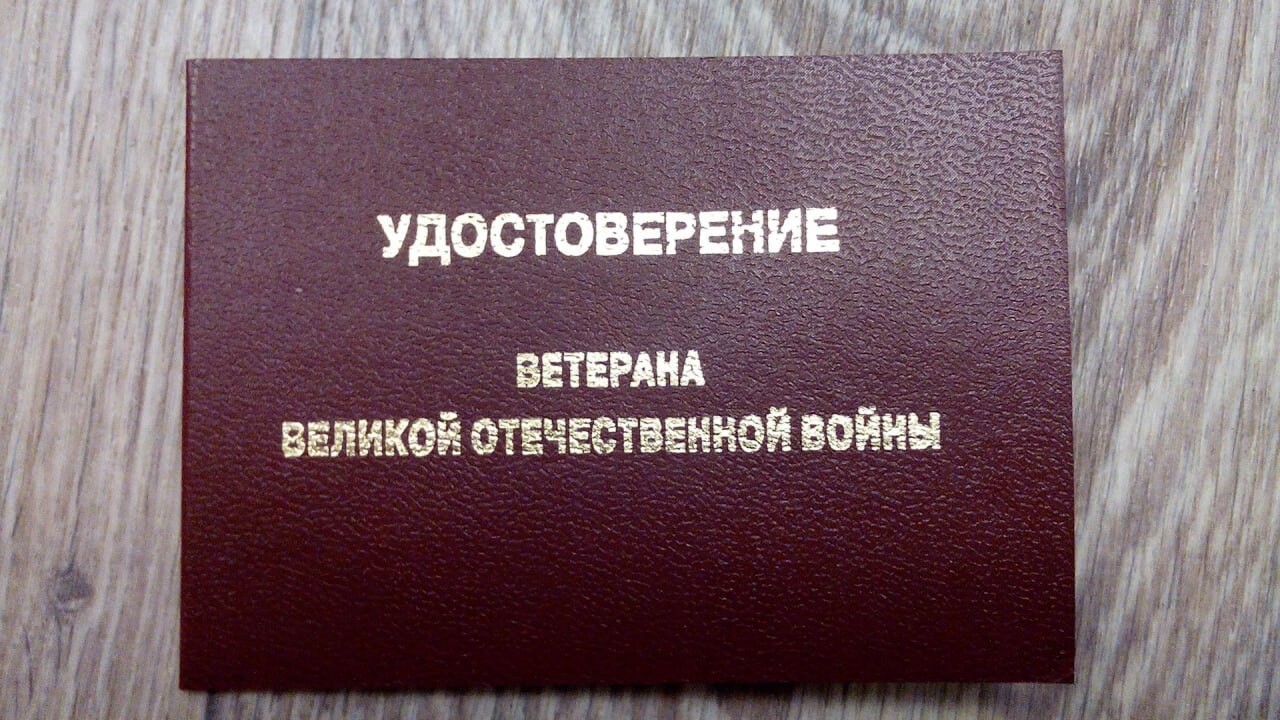 УДОСТОВЕРЕНИЕ
ВЕТЕРАНА
ВЕЛИКОЙ ОТЕЧЕСТВЕННОЙ ВОЙНЫ